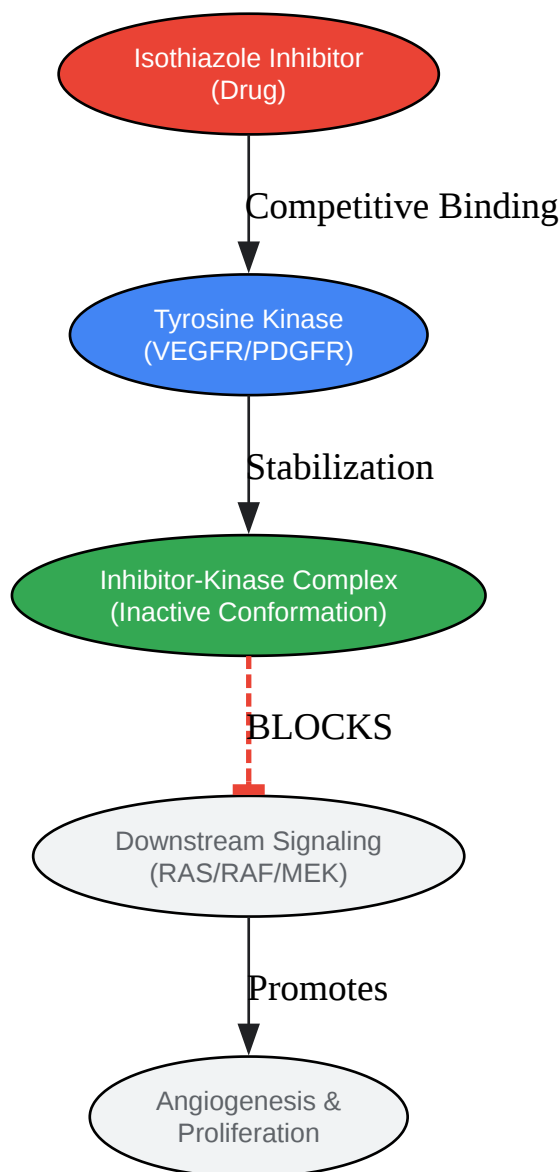 Isothiazole Inhibitor
(Drug)
Competitive Binding
Tyrosine Kinase
(VEGFR/PDGFR)
Stabilization
Inhibitor-Kinase Complex
(Inactive Conformation)
BLOCKS
Downstream Signaling
(RAS/RAF/MEK)
Promotes
Angiogenesis &
Proliferation